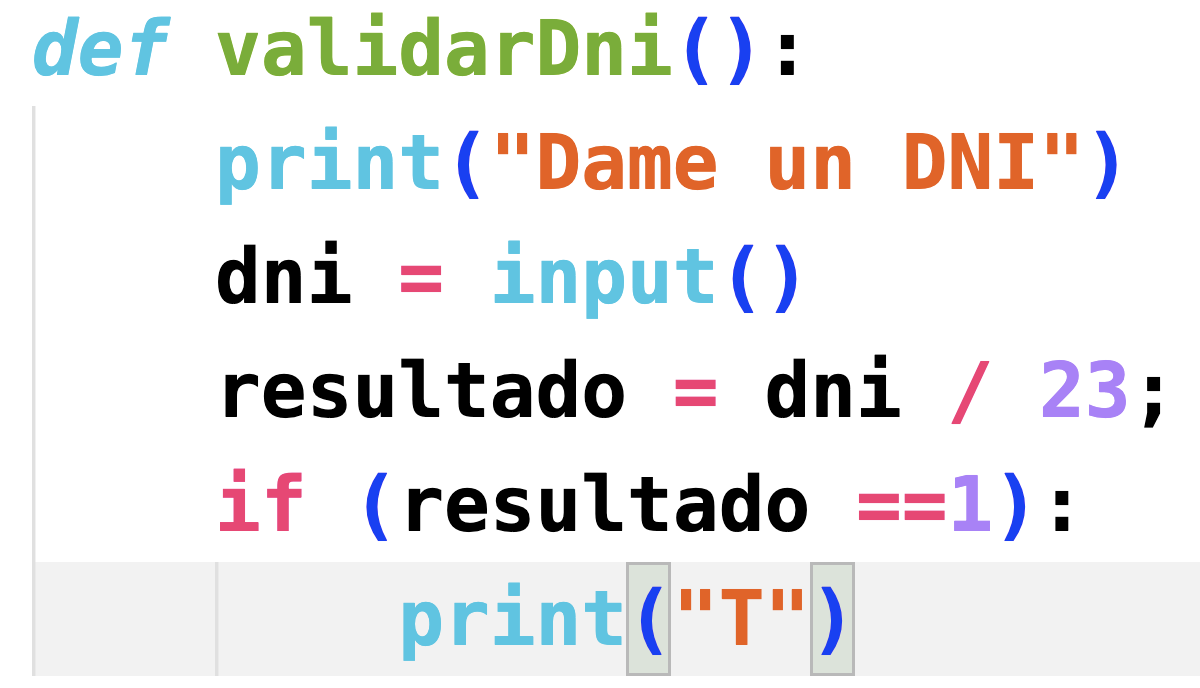 def validarDni():
    print("Dame un DNI")
    dni = input()
    resultado = dni / 23;
    if (resultado ==1):
        print("T")